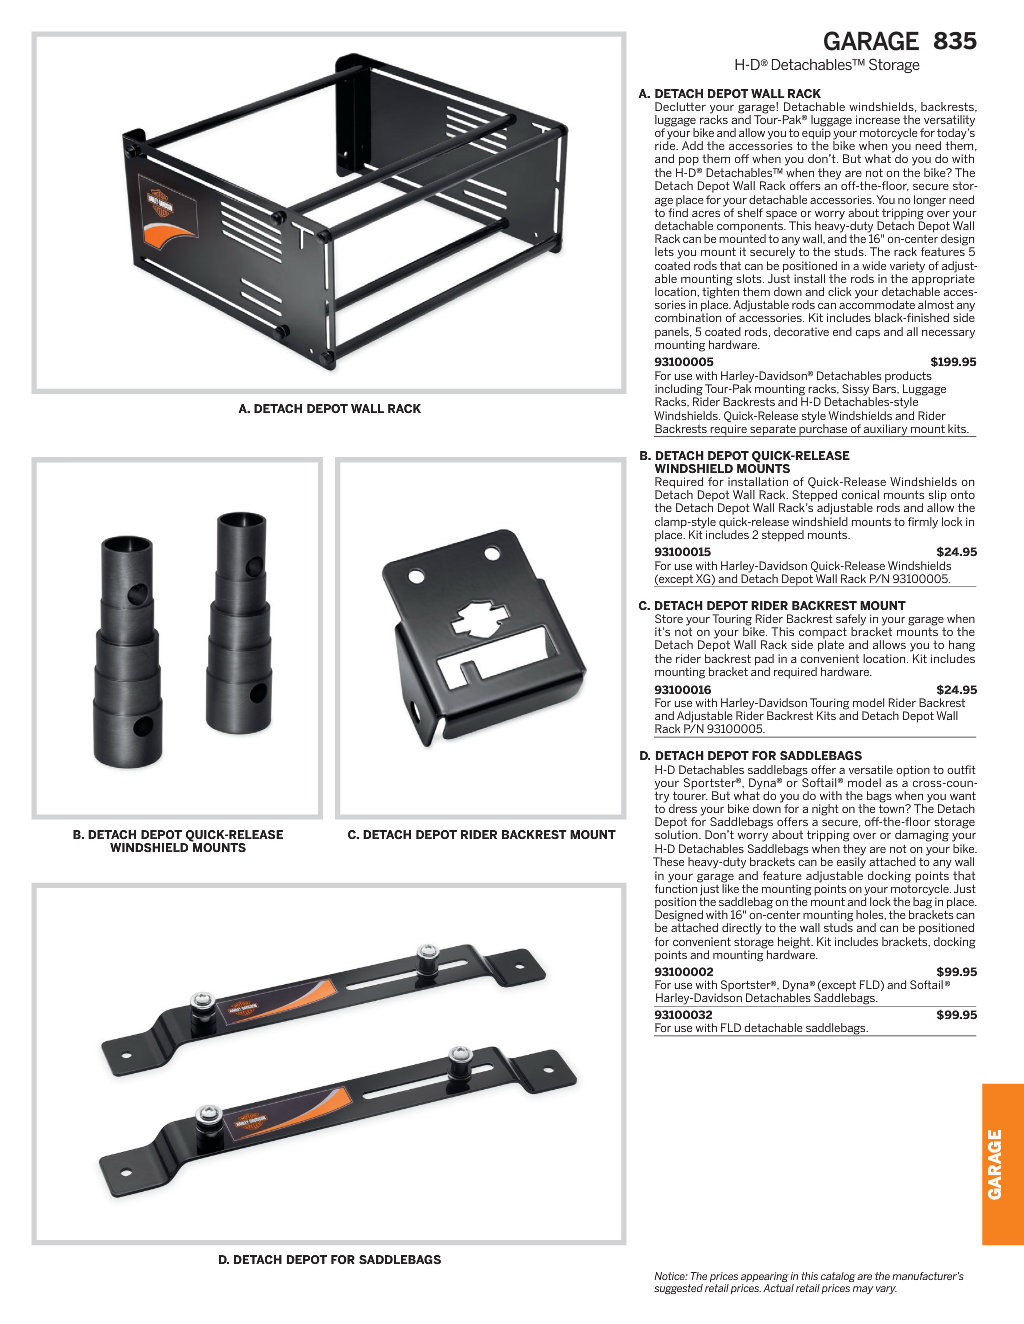 GARAGE 835
H-D® Detachables™ Storage
A. DETACH DEPOT WALL RACK
Declutter your garage! Detachable windshields, backrests,
luggage racks and Tour-Pak® luggage increase the versatility
of your bike and allow you to equip your motorcycle for today's
ride. Add the accessories to the bike when you need them,
and pop them off when you don't. But what do you do with
the H-D® Detachables™ when they are not on the bike? The
Detach Depot Wall Rack offers an off-the-floor, secure stor-
age place for your detachable accessories. You no longer need
to find acres of shelf space or worry about tripping over your
detachable components. This heavy-duty Detach Depot Wall
Rack can be mounted to any wall, and the 16" on-center design
lets you mount it securely to the studs. The rack features 5
coated rods that can be positioned in a wide variety of adjust-
able mounting slots. Just install the rods in the appropriate
location, tighten them down and click your detachable acces-
sories in place. Adjustable rods can accommodate almost any
combination of accessories. Kit includes black-finished side
panels, 5 coated rods, decorative end caps and all necessary
mounting hardware.
93100005 $199.95
For use with Harley-Davidson® Detachables products
including Tour-Pak mounting racks, Sissy Bars, Luggage
Racks, Rider Backrests and H-D Detachables-style
Windshields. Quick-Release style Windshields and Rider
Backrests require separate purchase of auxiliary mount kits.
B. DETACH DEPOT QUICK-RELEASE
WINDSHIELD MOUNTS
Required for installation of Quick-Release Windshields on
Detach Depot Wall Rack. Stepped conical mounts slip onto
the Detach Depot Wall Rack's adjustable rods and allow the
clamp-style quick-release windshield mounts to firmly lock in
place. Kit includes 2 stepped mounts.
93100015 $24.95
For use with Harley-Davidson Quick-Release Windshields
(except XG) and Detach Depot Wall Rack P/N 93100005.
C. DETACH DEPOT RIDER BACKREST MOUNT
Store your Touring Rider Backrest safely in your garage when
it's not on your bike. This compact bracket mounts to the
Detach Depot Wall Rack side plate and allows you to hang
the rider backrest pad in a convenient location. Kit includes
mounting bracket and required hardware.
93100016 $24.95
For use with Harley-Davidson Touring model Rider Backrest
and Adjustable Rider Backrest Kits and Detach Depot Wall
Rack P/N 93100005.
D. DETACH DEPOT FOR SADDLEBAGS
H-D Detachables saddlebags offer a versatile option to outfit
your Sportster®, Dyna® or Softail® model as a cross-coun-
try tourer. But what do you do with the bags when you want
to dress your bike down for a night on the town? The Detach
Depot for Saddlebags offers a secure, off-the-floor storage
solution. Don't worry about tripping over or damaging your
H-D Detachables Saddlebags when they are not on your bike.
These heavy-duty brackets can be easily attached to any wall
in your garage and feature adjustable docking points that
function just like the mounting points on your motorcycle. Just
position the saddlebag on the mount and lock the bag in place.
Designed with 16" on-center mounting holes, the brackets can
be attached directly to the wall studs and can be positioned
for convenient storage height. Kit includes brackets, docking
points and mounting hardware.
93100002 $99.95
For use with Sportster®, Dyna® (except FLD) and Softail®
Harley-Davidson Detachables Saddlebags.
93100032 $99.95
For use with FLD detachable saddlebags.
A. DETACH DEPOT WALL RACK
B. DETACH DEPOT QUICK-RELEASE
WINDSHIELD MOUNTS
C. DETACH DEPOT RIDER BACKREST MOUNT
D. DETACH DEPOT FOR SADDLEBAGS
GARAGE
Notice: The prices appearing in this catalog are the manufacturer's
suggested retail prices. Actual retail prices may vary.